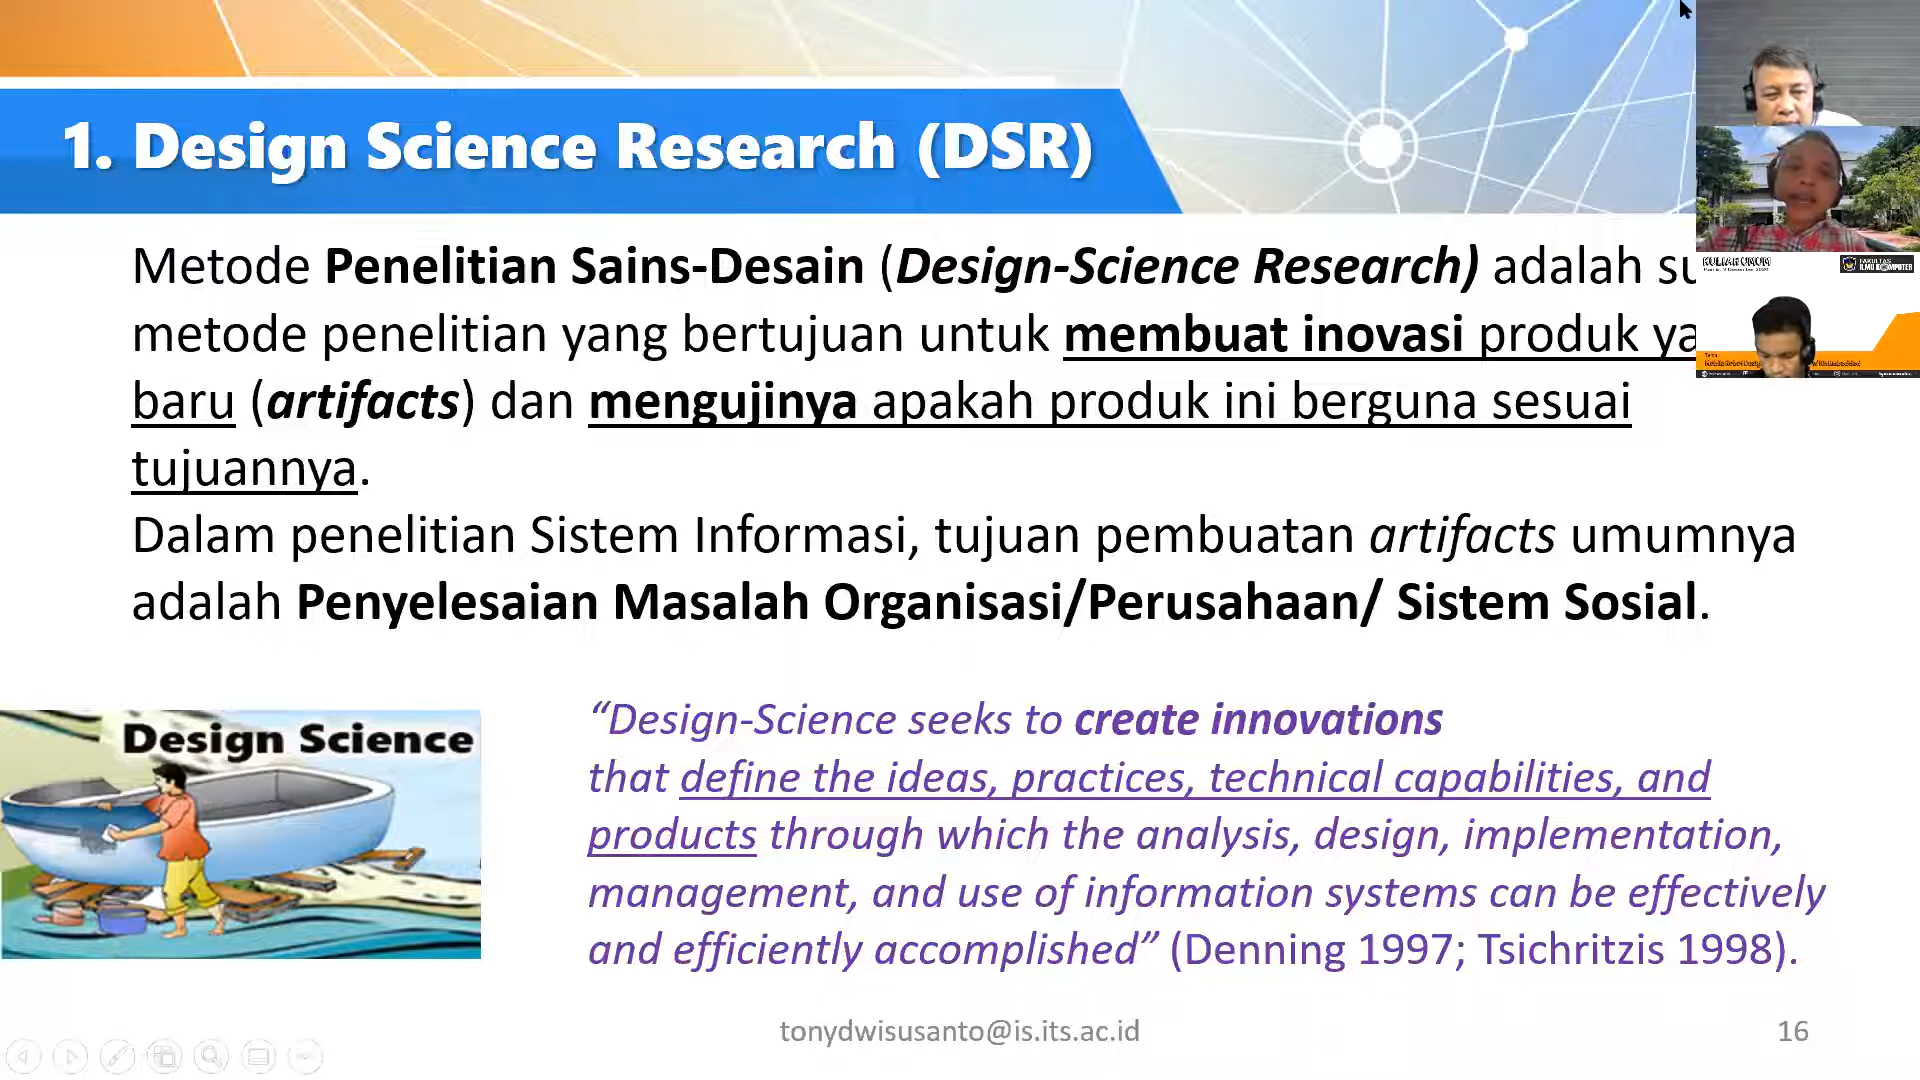 1. Design Science Research (DSR)
Metode Penelitian Sains-Desain (Design-Science Research) adalah su
metode penelitian yang bertujuan untuk membuat inovasi produk ya
baru (artifacts) dan mengujinya apakah produk ini berguna sesuai
tujuannya.
Dalam penelitian Sistem Informasi, tujuan pembuatan artifacts umumnya
adalah Penyelesaian Masalah Organisasi/Perusahaan/ Sistem Sosial.
KULIAH UMUM
FAKULTAS
ILMU KOMPUTER
Design Science
“Design-Science seeks to create innovations
that define the ideas, practices, technical capabilities, and
products through which the analysis, design, implementation,
management, and use of information systems can be effectively
and efficiently accomplished” (Denning 1997; Tsichritzis 1998).
tonydwisusanto@is.its.ac.id
16